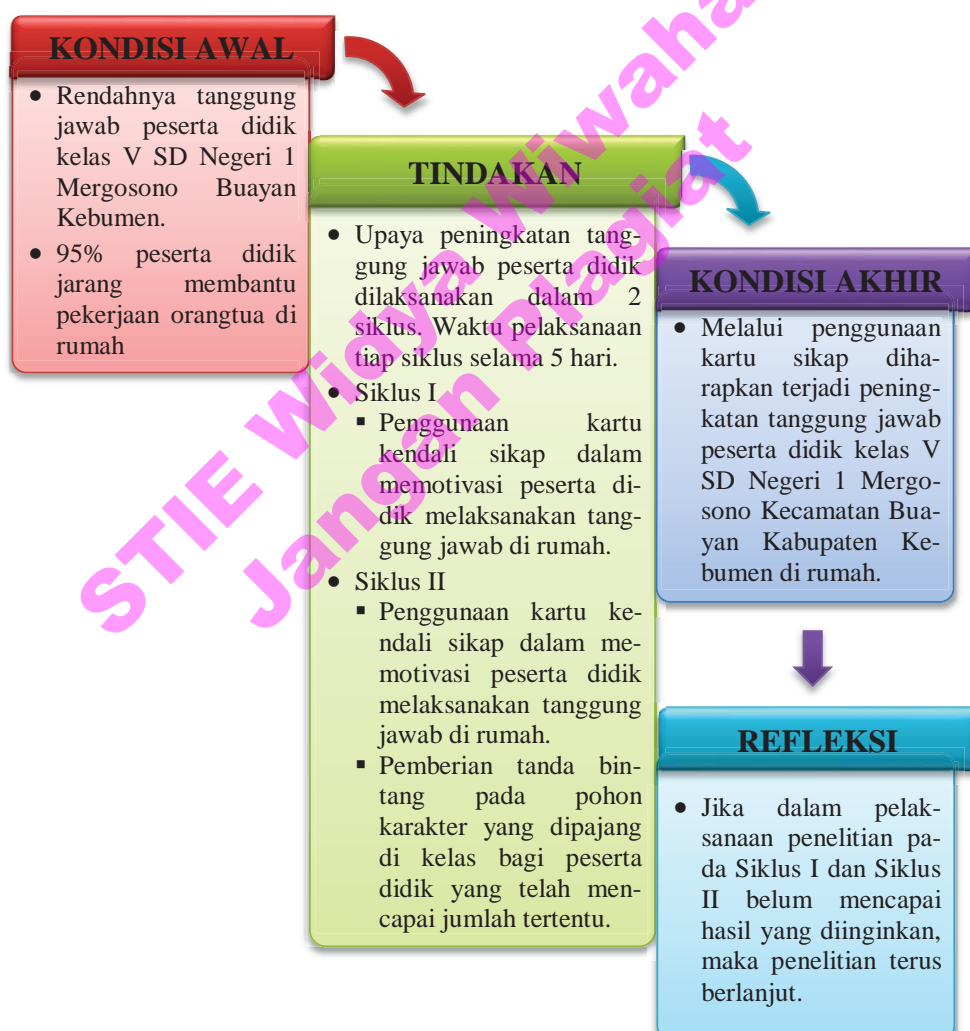 KONDISI AWAL
• Rendahnya tanggung
jawab peserta didik
kelas V SD Negeri 1
Mergosono Buayan
Kebumen.
• 95% peserta didik
jarang membantu
pekerjaan orangtua di
rumah
TINDAKAN
• Upaya peningkatan tang-
gung jawab peserta didik
dilaksanakan dalam 2
siklus. Waktu pelaksanaan
tiap siklus selama 5 hari.
• Siklus I
▪ Penggunaan kartu
kendali sikap dalam
memotivasi peserta di-
dik melaksanakan tang-
gung jawab di rumah.
• Siklus II
▪ Penggunaan kartu ke-
ndali sikap dalam me-
motivasi peserta didik
melaksanakan tanggung
jawab di rumah.
▪ Pemberian tanda bin-
tang pada pohon
karakter yang dipajang
di kelas bagi peserta
didik yang telah men-
capai jumlah tertentu.
KONDISI AKHIR
• Melalui penggunaan
kartu sikap diha-
rapkan terjadi pening-
katan tanggung jawab
peserta didik kelas V
SD Negeri 1 Mergo-
sono Kecamatan Bua-
yan Kabupaten Ke-
bumen di rumah.
REFLEKSI
• Jika dalam pelak-
sanaan penelitian pa-
da Siklus I dan Siklus
II belum mencapai
hasil yang diinginkan,
maka penelitian terus
berlanjut.
STIE Widya Wiwaha
Jangan Plagiat